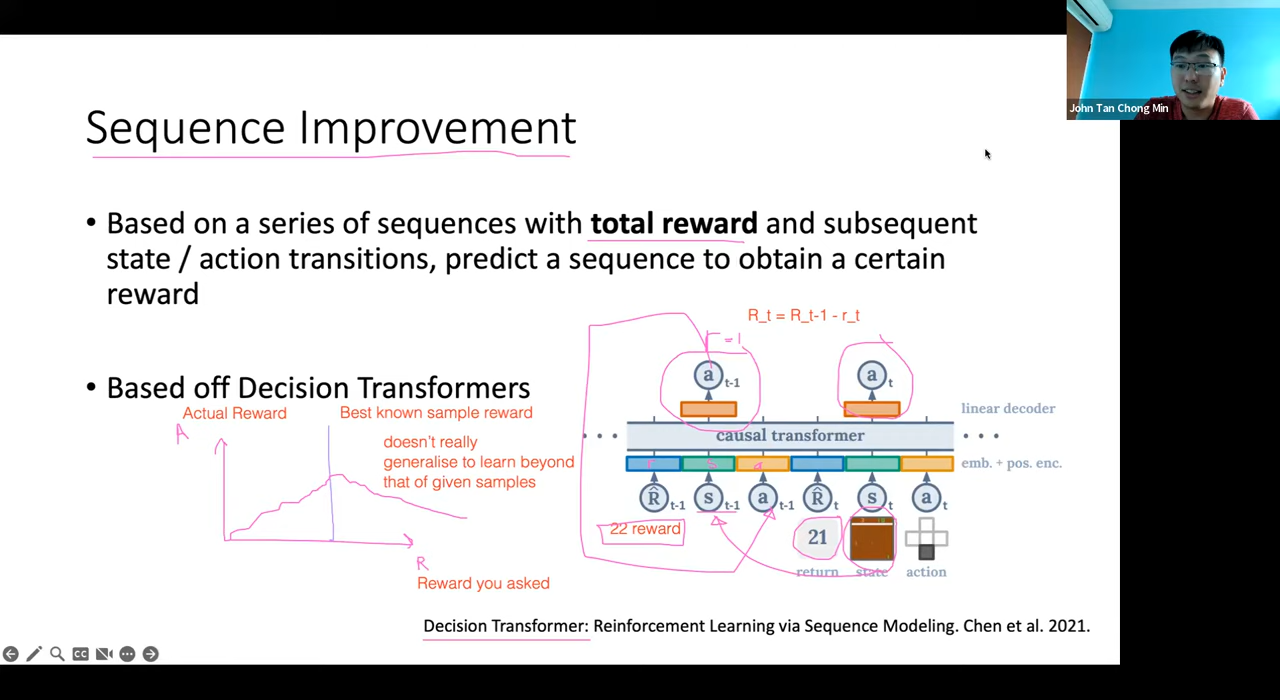 John Tan Chong Min
Sequence Improvement
• Based on a series of sequences with total reward and subsequent
state / action transitions, predict a sequence to obtain a certain
reward
R_t = R_t-1 - r_t
r=1
• Based off Decision Transformers
Actual Reward
Best known sample reward
A
doesn't really
generalise to learn beyond
that of given samples
R
Reward you asked
a t-1
a t
linear decoder
causal transformer
r s a
emb. + pos. enc.
R̂ t-1 s t-1 a t-1 R̂ t s t a t
22 reward
21
return state action
Decision Transformer: Reinforcement Learning via Sequence Modeling. Chen et al. 2021.
CC